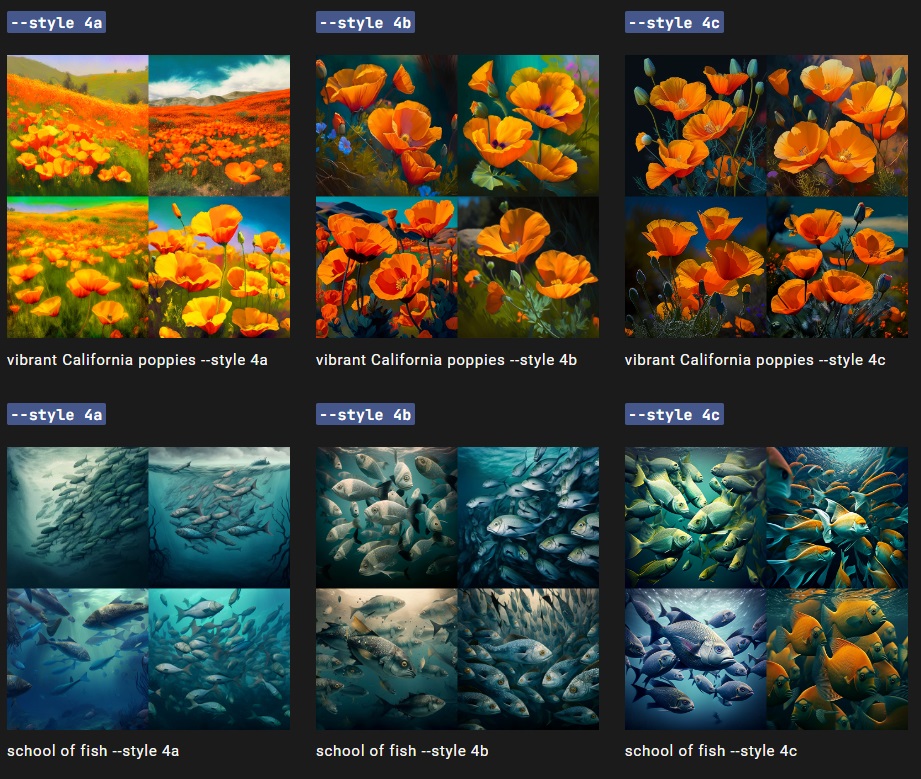 --style 4a
--style 4b
--style 4c
vibrant California poppies --style 4a
vibrant California poppies --style 4b
vibrant California poppies --style 4c
--style 4a
--style 4b
--style 4c
school of fish --style 4a
school of fish --style 4b
school of fish --style 4c